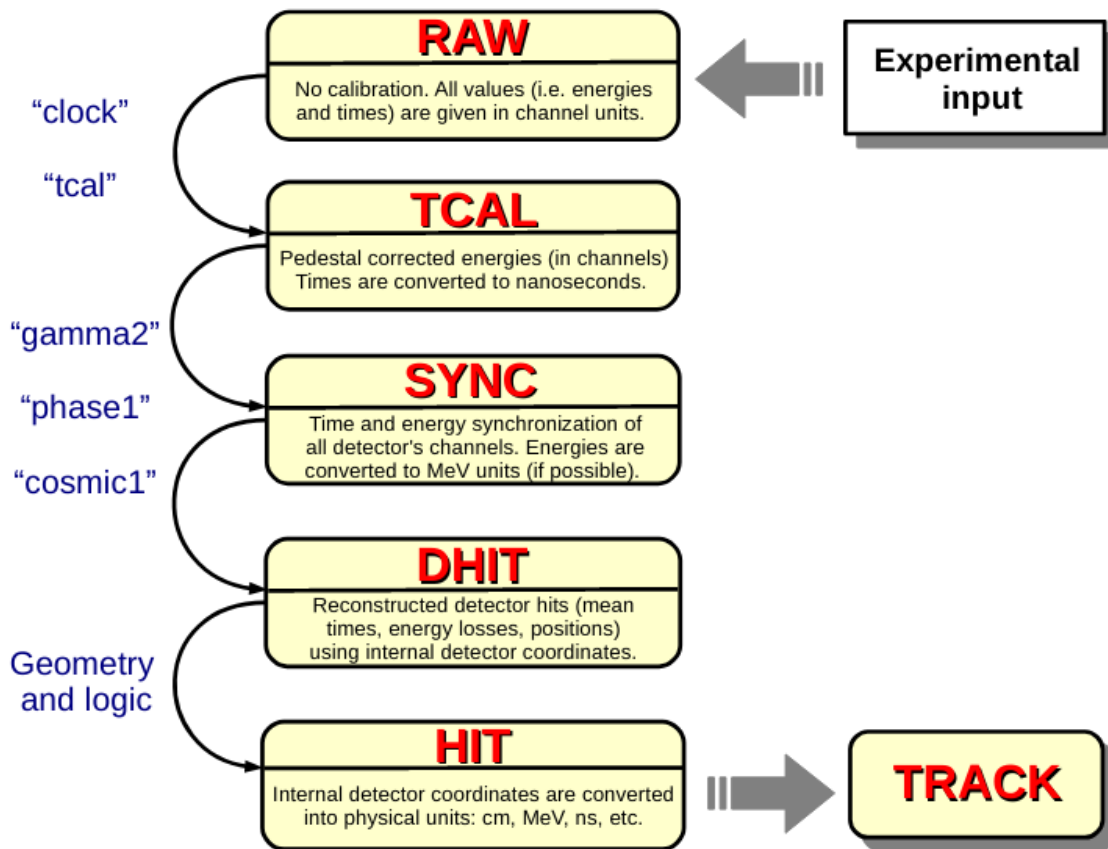 RAW
No calibration. All values (i.e. energies
and times) are given in channel units.
Experimental
input
“clock”
“tcal”
TCAL
Pedestal corrected energies (in channels)
Times are converted to nanoseconds.
“gamma2”
“phase1”
“cosmic1”
SYNC
Time and energy synchronization of
all detector's channels. Energies are
converted to MeV units (if possible).
DHIT
Reconstructed detector hits (mean
times, energy losses, positions)
using internal detector coordinates.
Geometry
and logic
HIT
Internal detector coordinates are converted
into physical units: cm, MeV, ns, etc.
TRACK